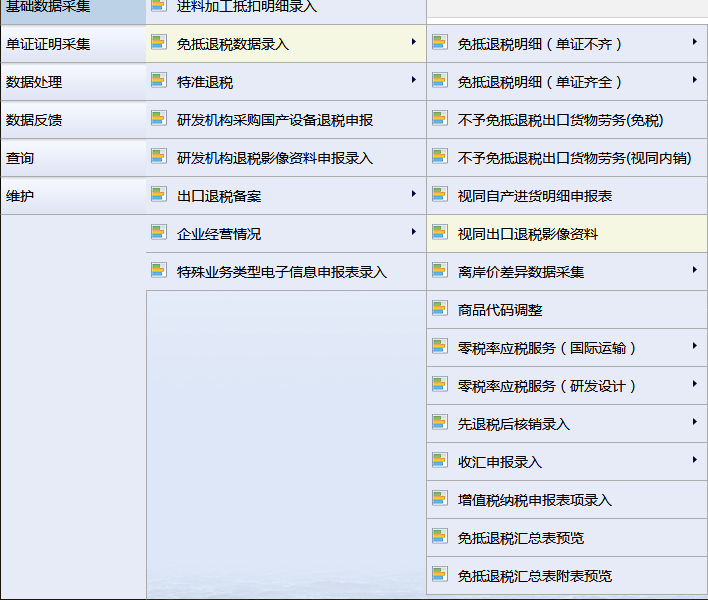 基础数据采集
单证证明采集
数据处理
数据反馈
查询
维护
进料加工抵扣明细录入
免抵退税数据录入
特准退税
研发机构采购国产设备退税申报
研发机构退税影像资料申报录入
出口退税备案
企业经营情况
特殊业务类型电子信息申报表录入
免抵退税明细（单证不齐）
免抵退税明细（单证齐全）
不予免抵退税出口货物劳务(免税)
不予免抵退税出口货物劳务(视同内销)
视同自产进货明细申报表
视同出口退税影像资料
离岸价差异数据采集
商品代码调整
零税率应税服务（国际运输）
零税率应税服务（研发设计）
先退税后核销录入
收汇申报录入
增值税纳税申报表项录入
免抵退税汇总表预览
免抵退税汇总表附表预览